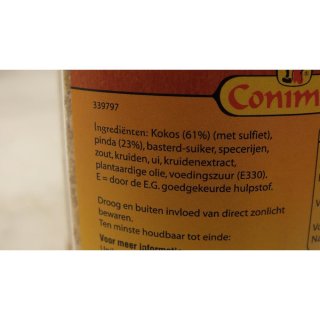 Conim
339797
Ingrediënten: Kokos (61%) (met sulfiet),
pinda (23%), basterd-suiker, specerijen,
zout, kruiden, ui, kruidenextract,
plantaardige olie, voedingszuur (E330).
E = door de E.G. goedgekeurde hulpstof.
Droog en buiten invloed van direct zonlicht
bewaren.
Ten minste houdbaar tot einde:
Voor meer informatie